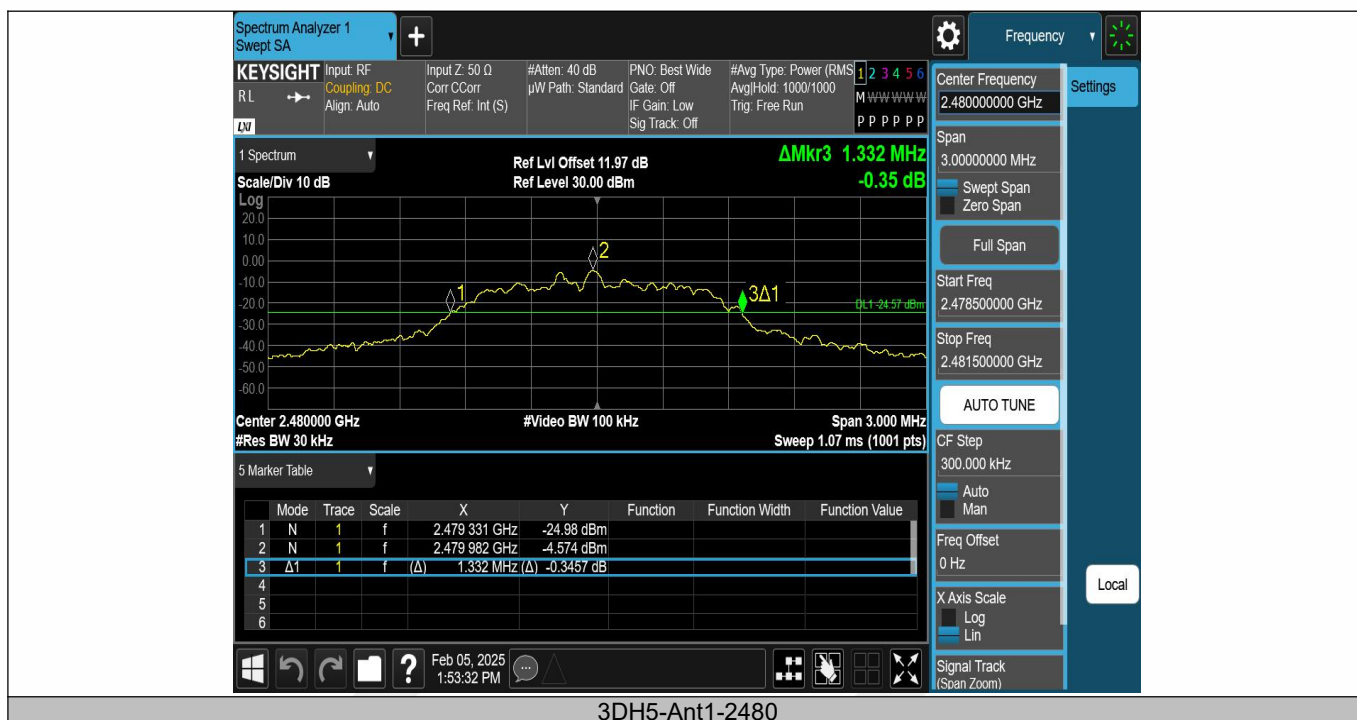 Spectrum Analyzer 1
Swept SA
+
Frequency
KEYSIGHT
RL
LXI
Input: RF
Coupling: DC
Align: Auto
Input Z: 50 Ω
Corr CCorr
Freq Ref: Int (S)
#Atten: 40 dB
µW Path: Standard
PNO: Best Wide
Gate: Off
IF Gain: Low
Sig Track: Off
#Avg Type: Power (RMS
Avg|Hold: 1000/1000
Trig: Free Run
1 2 3 4 5 6
M W W W W W
P P P P P P
1 Spectrum
Scale/Div 10 dB
Ref Lvl Offset 11.97 dB
Ref Level 30.00 dBm
ΔMkr3 1.332 MHz
-0.35 dB
Log
20.0
10.0
0.00
-10.0
-20.0
-30.0
-40.0
-50.0
-60.0
1
2
3Δ1
DL1 -24.57 dBm
Center 2.480000 GHz
#Video BW 100 kHz
Span 3.000 MHz
#Res BW 30 kHz
Sweep 1.07 ms (1001 pts)
5 Marker Table
Mode Trace Scale X Y Function Function Width Function Value
1 N 1 f 2.479 331 GHz -24.98 dBm
2 N 1 f 2.479 982 GHz -4.574 dBm
3 Δ1 1 f (Δ) 1.332 MHz (Δ) -0.3457 dB
4
5
6
?
Feb 05, 2025
1:53:32 PM
Settings
Center Frequency
2.480000000 GHz
Span
3.00000000 MHz
Swept Span
Zero Span
Full Span
Start Freq
2.478500000 GHz
Stop Freq
2.481500000 GHz
AUTO TUNE
CF Step
300.000 kHz
Auto
Man
Freq Offset
0 Hz
X Axis Scale
Log
Lin
Signal Track
(Span Zoom)
Local
3DH5-Ant1-2480